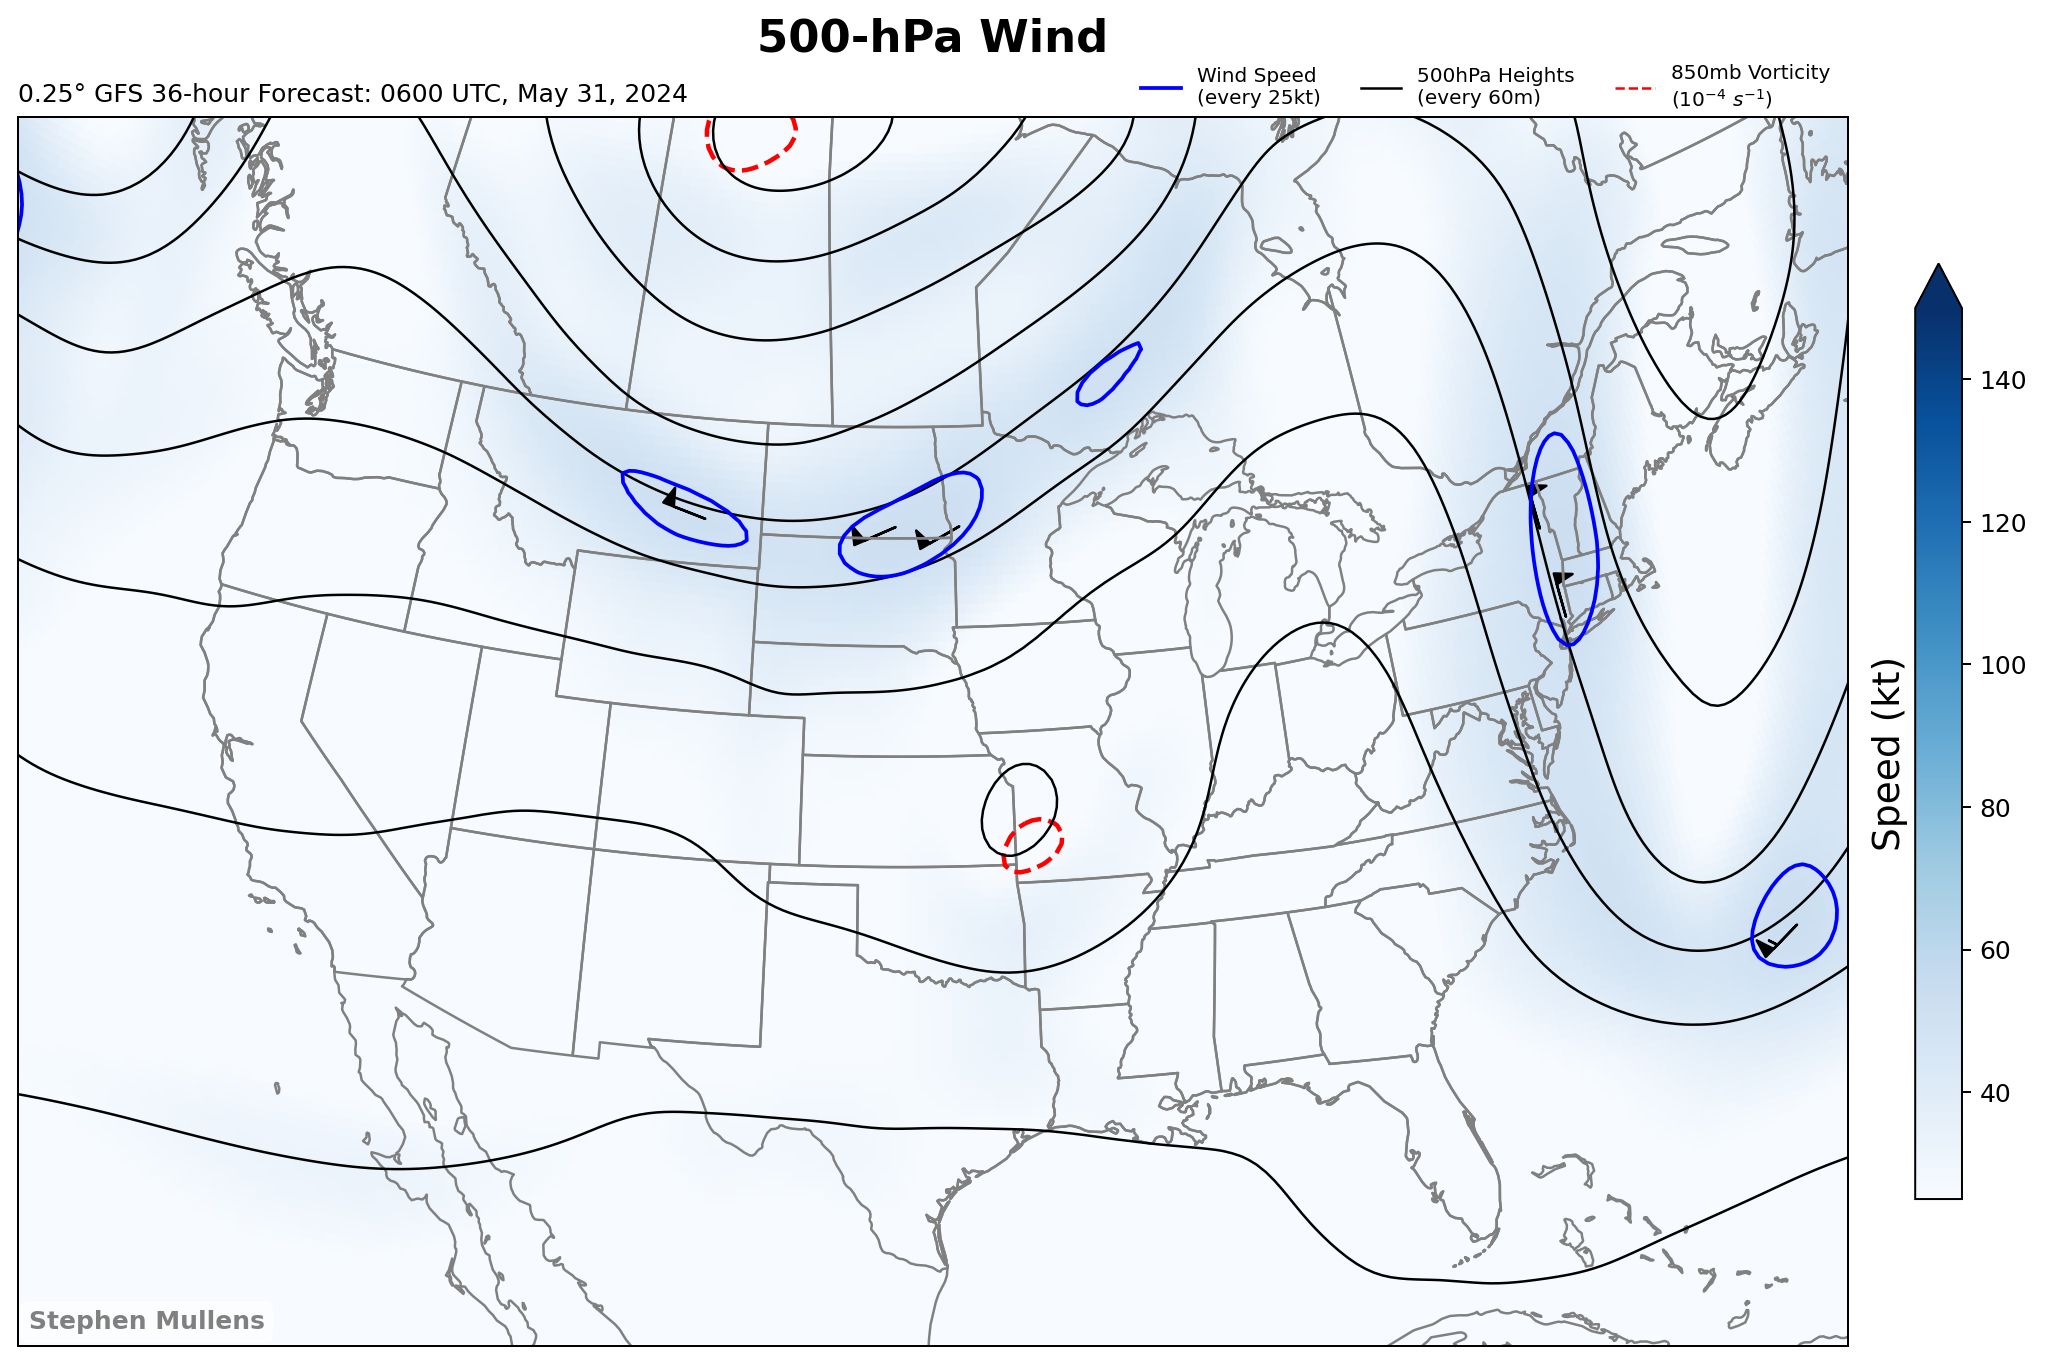 500-hPa Wind
0.25° GFS 36-hour Forecast: 0600 UTC, May 31, 2024
Wind Speed
(every 25kt)
500hPa Heights
(every 60m)
850mb Vorticity
(10⁻⁴ s⁻¹)
140
120
100
80
60
40
Speed (kt)
Stephen Mullens